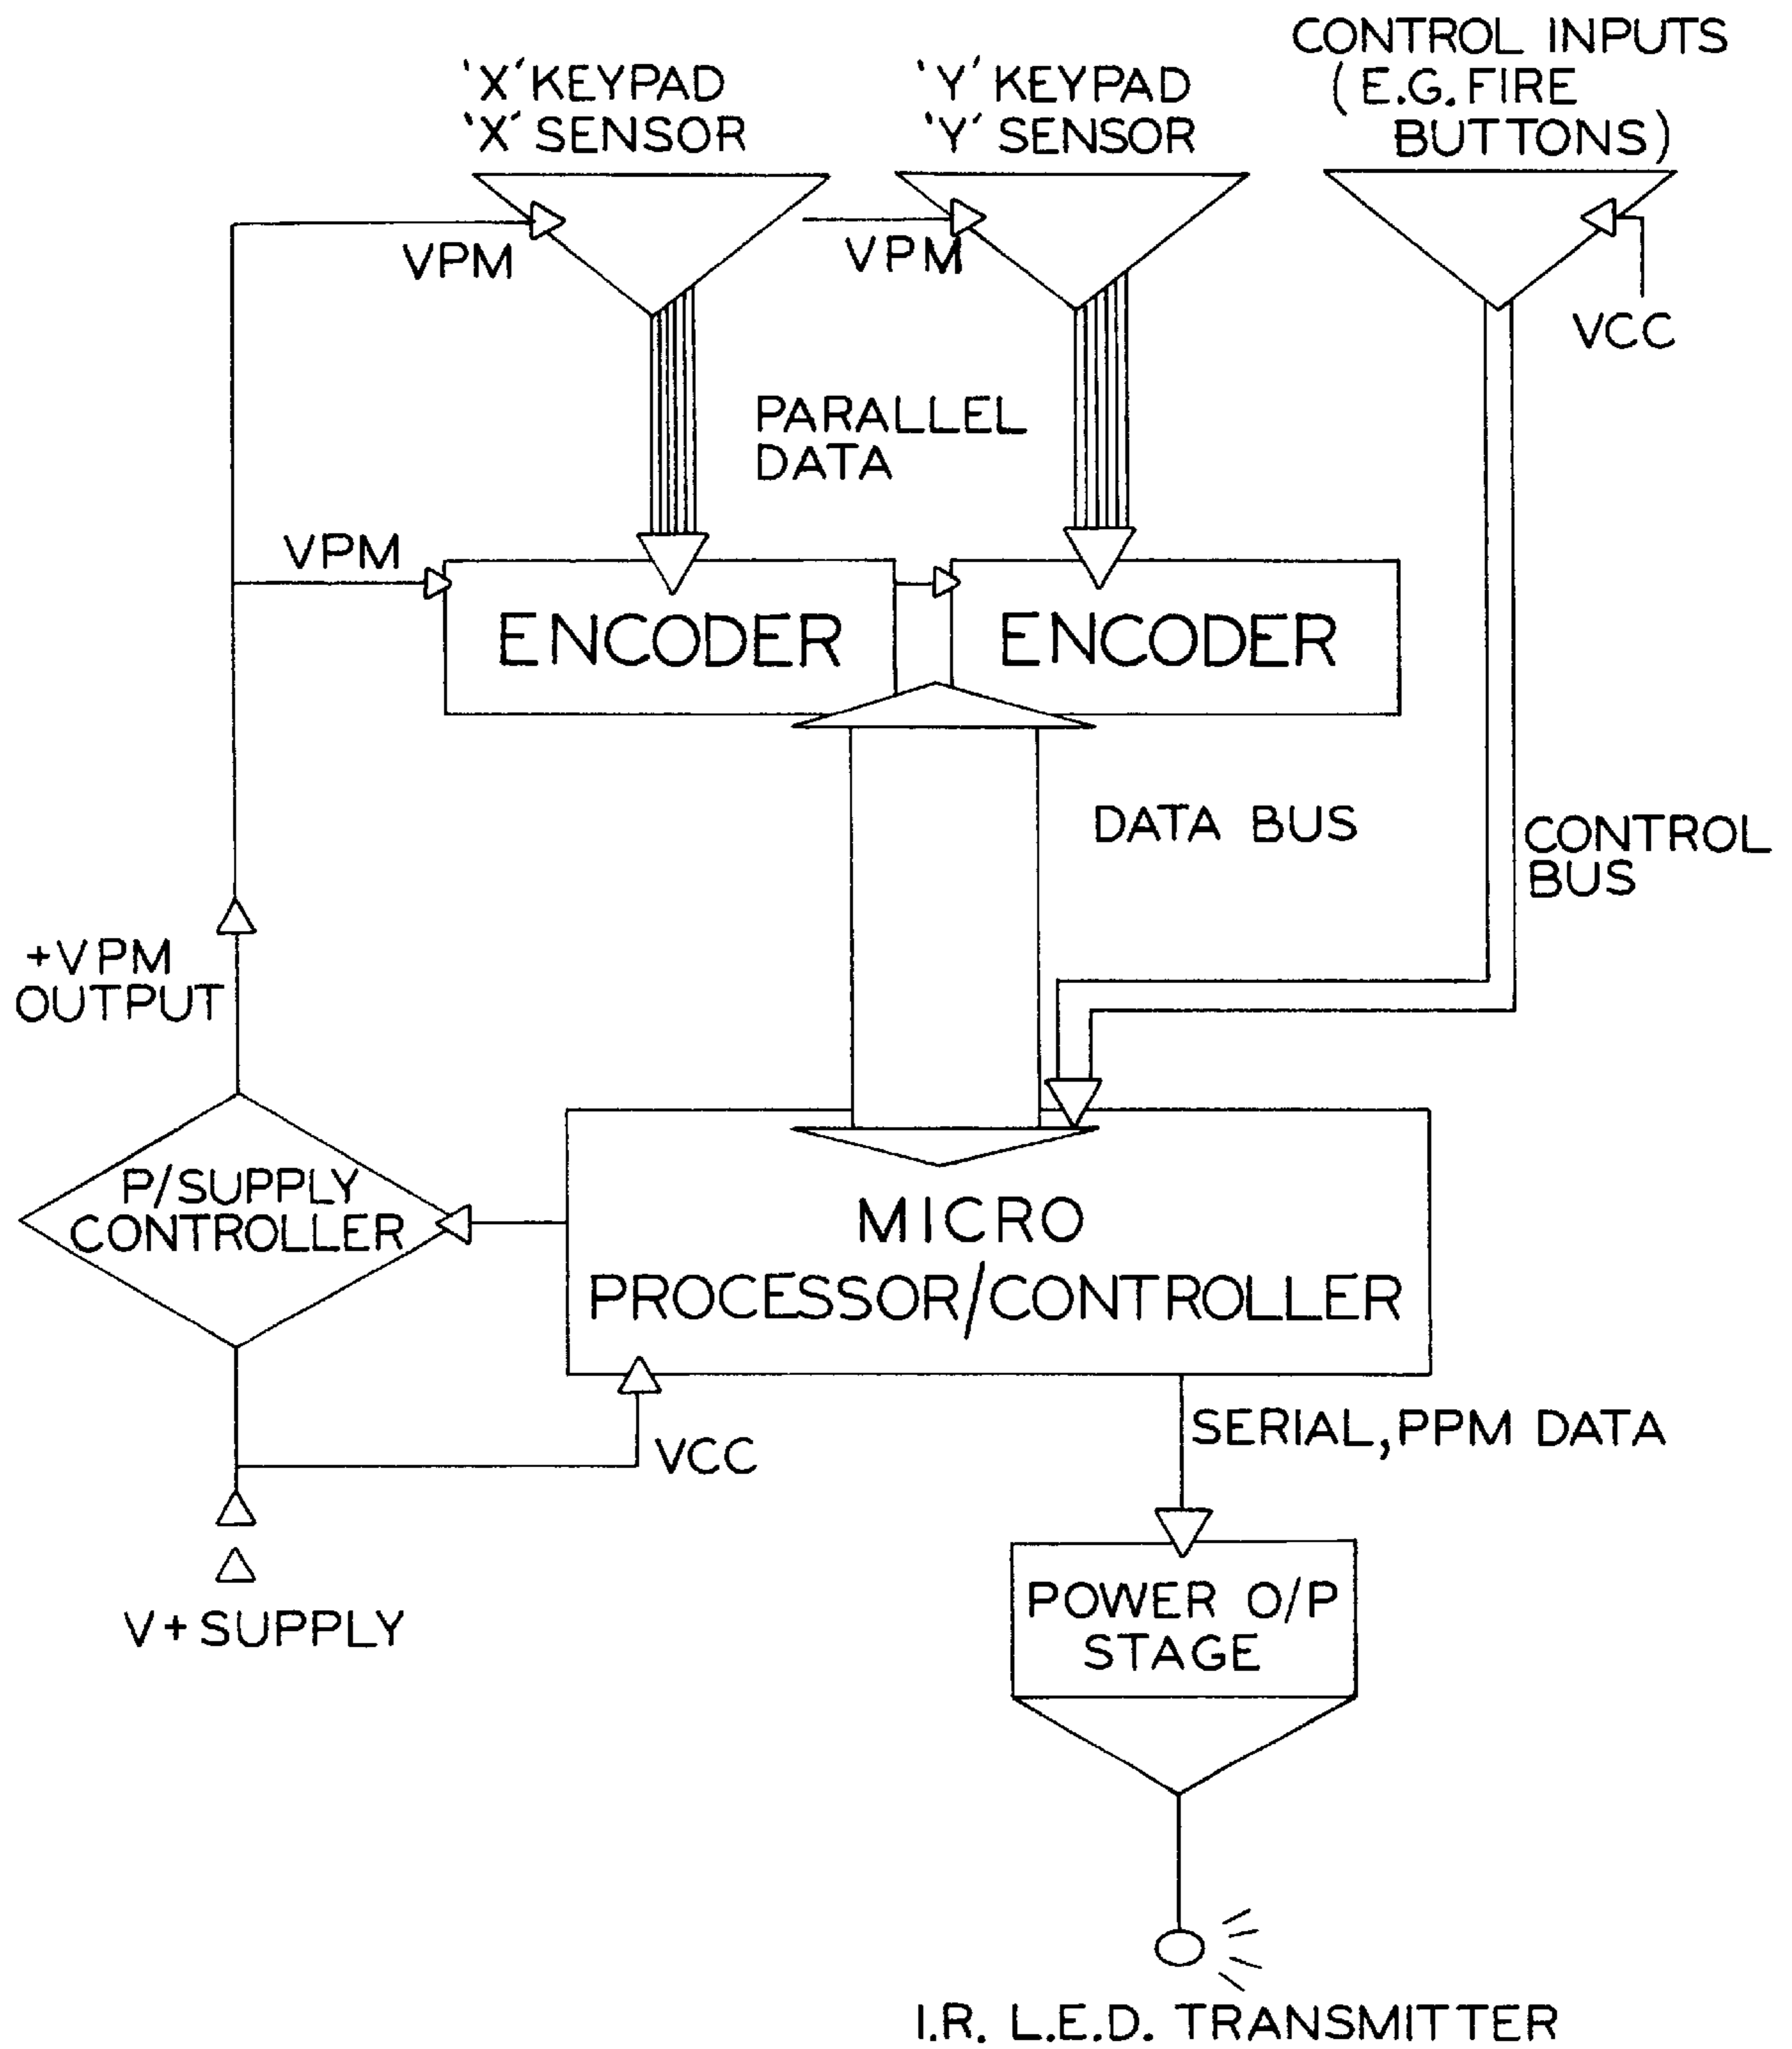 CONTROL INPUTS
(E.G. FIRE
BUTTONS)
'X' KEYPAD
'X' SENSOR
'Y' KEYPAD
'Y' SENSOR
VPM
VPM
VCC
PARALLEL
DATA
VPM
ENCODER
ENCODER
DATA BUS
CONTROL
BUS
+VPM
OUTPUT
P/SUPPLY
CONTROLLER
MICRO
PROCESSOR/CONTROLLER
VCC
SERIAL, PPM DATA
V+ SUPPLY
POWER O/P
STAGE
I.R. L.E.D. TRANSMITTER